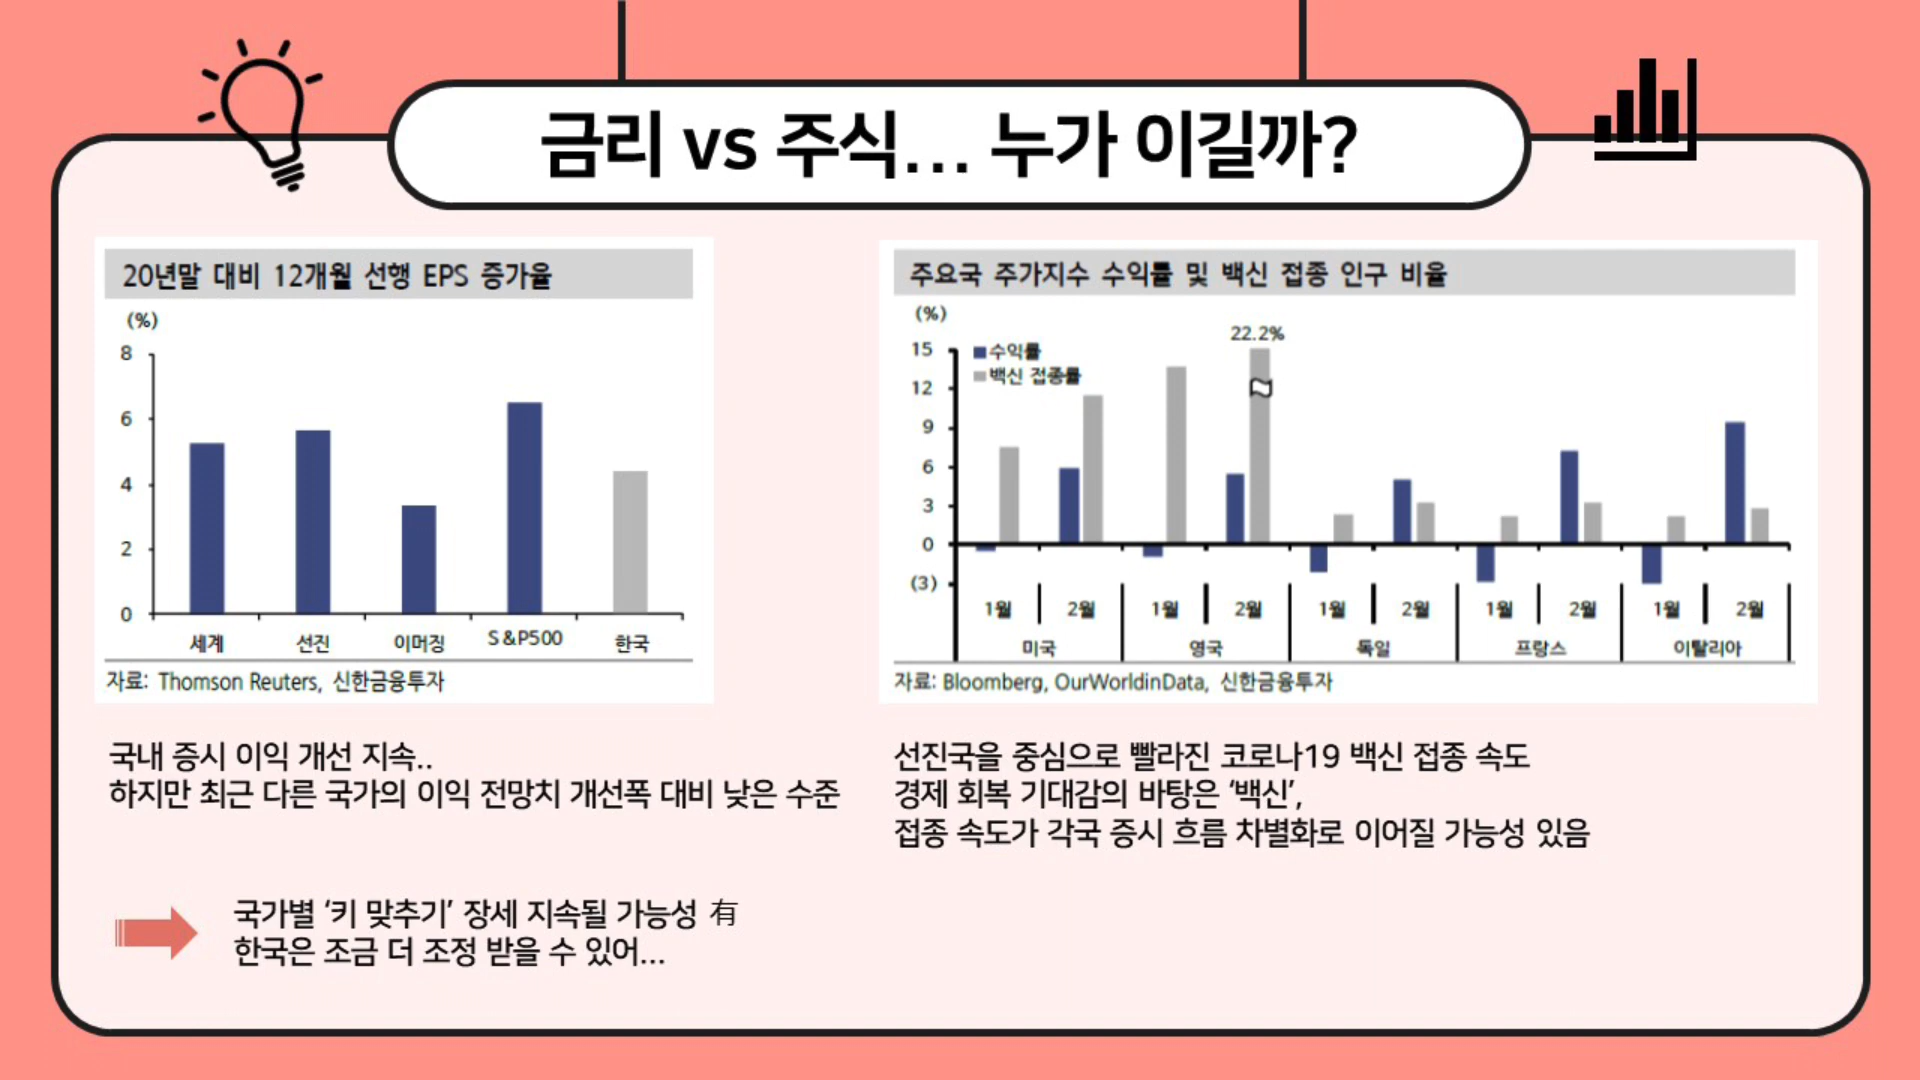 금리 vs 주식... 누가 이길까?
20년말 대비 12개월 선행 EPS 증가율
(%)
8
6
4
2
0
세계 선진 이머징 S&P500 한국
자료: Thomson Reuters, 신한금융투자
주요국 주가지수 수익률 및 백신 접종 인구 비율
(%)
22.2%
수익률
백신 접종률
15
12
9
6
3
0
(3)
1월 2월 1월 2월 1월 2월 1월 2월 1월 2월
미국 영국 독일 프랑스 이탈리아
자료: Bloomberg, OurWorldinData, 신한금융투자
국내 증시 이익 개선 지속..
하지만 최근 다른 국가의 이익 전망치 개선폭 대비 낮은 수준
선진국을 중심으로 빨라진 코로나19 백신 접종 속도
경제 회복 기대감의 바탕은 ‘백신’,
접종 속도가 각국 증시 흐름 차별화로 이어질 가능성 있음
국가별 ‘키 맞추기’ 장세 지속될 가능성 有
한국은 조금 더 조정 받을 수 있어...